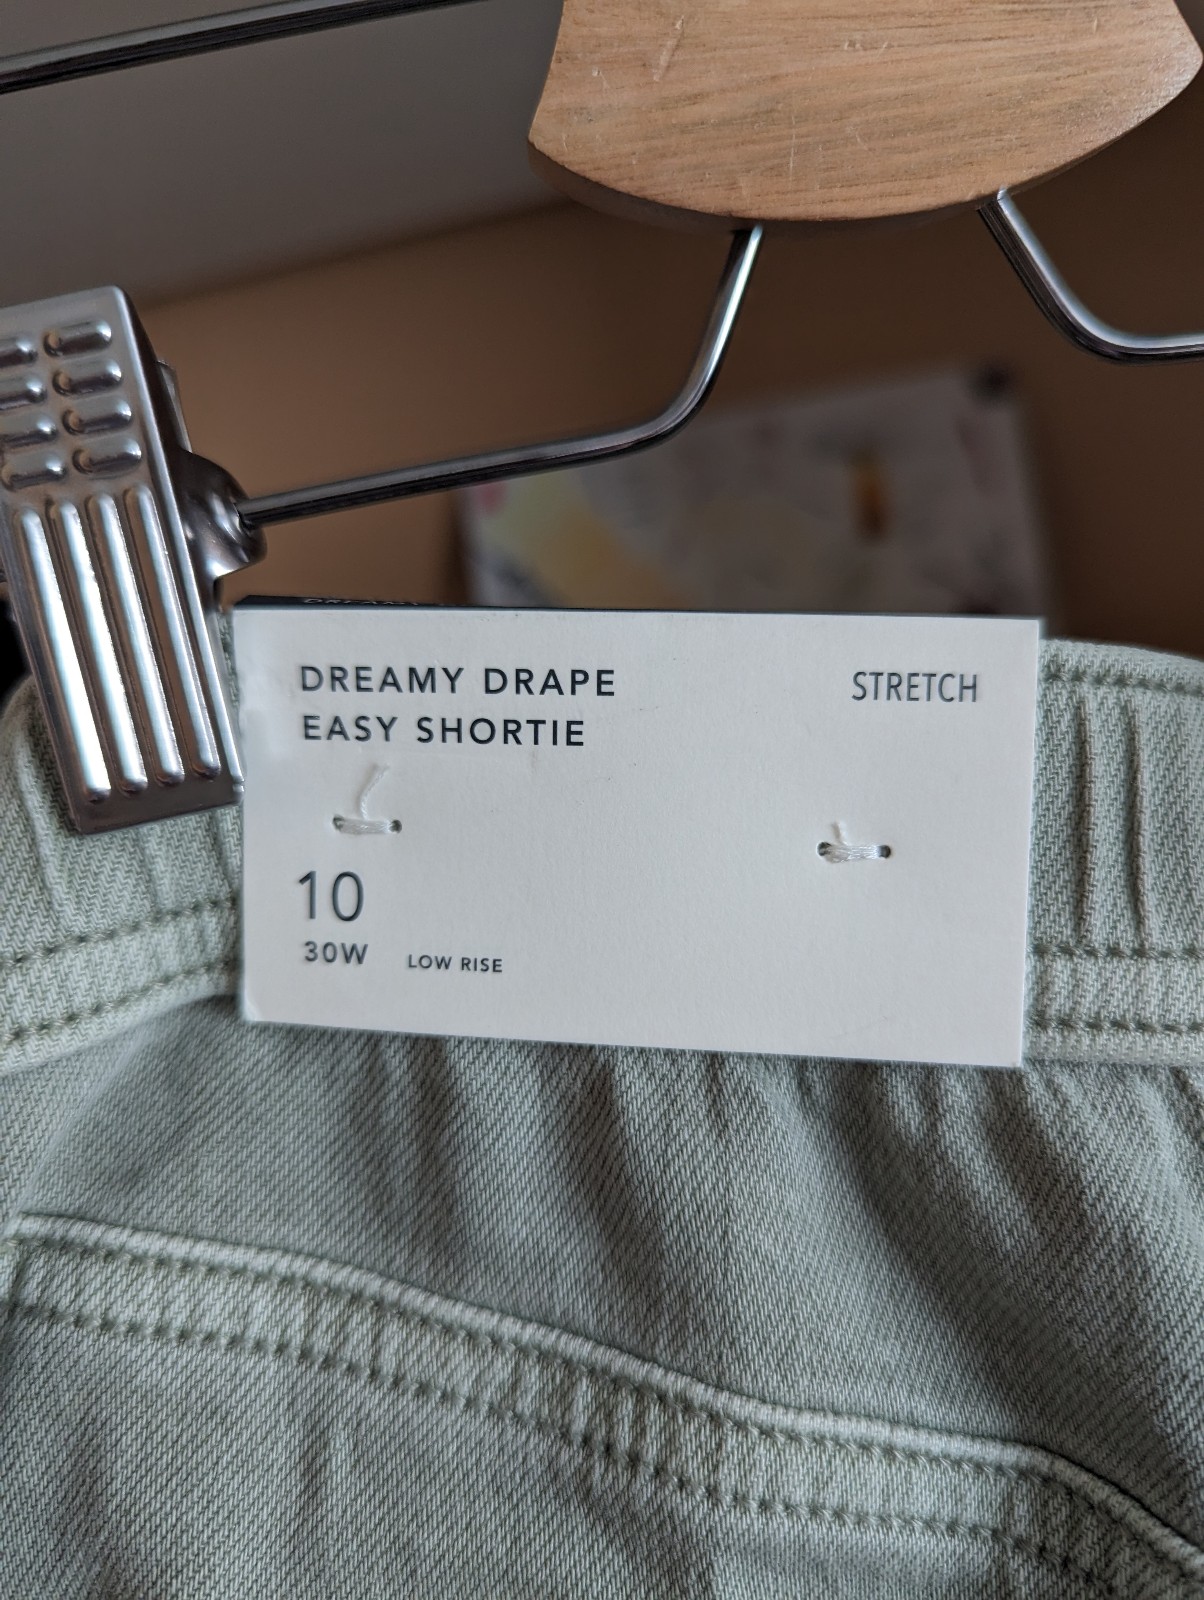 DREAMY DRAPE
EASY SHORTIE
STRETCH
10
30W
LOW RISE